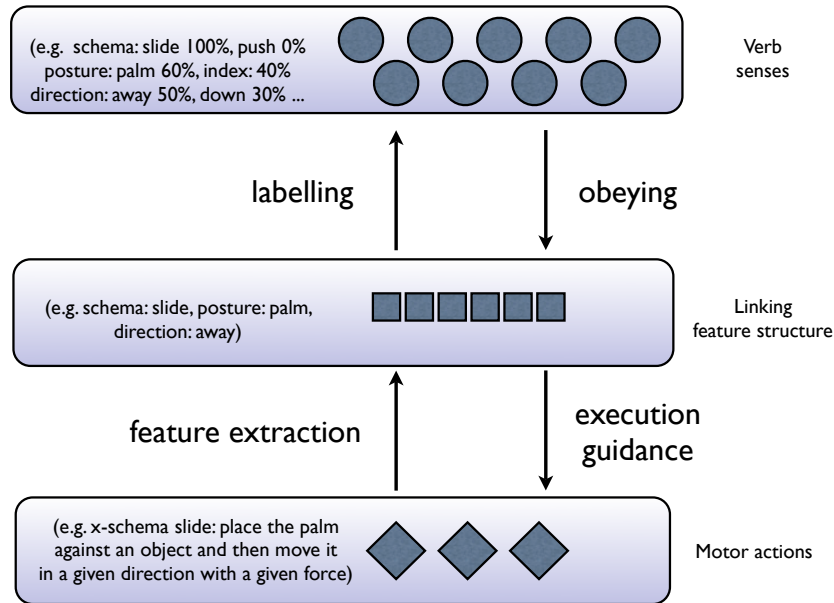 (e.g. schema: slide 100%, push 0%
posture: palm 60%, index: 40%
direction: away 50%, down 30% ...
Verb
senses
labelling
obeying
(e.g. schema: slide, posture: palm,
direction: away)
Linking
feature structure
feature extraction
execution
guidance
(e.g. x-schema slide: place the palm
against an object and then move it
in a given direction with a given force)
Motor actions